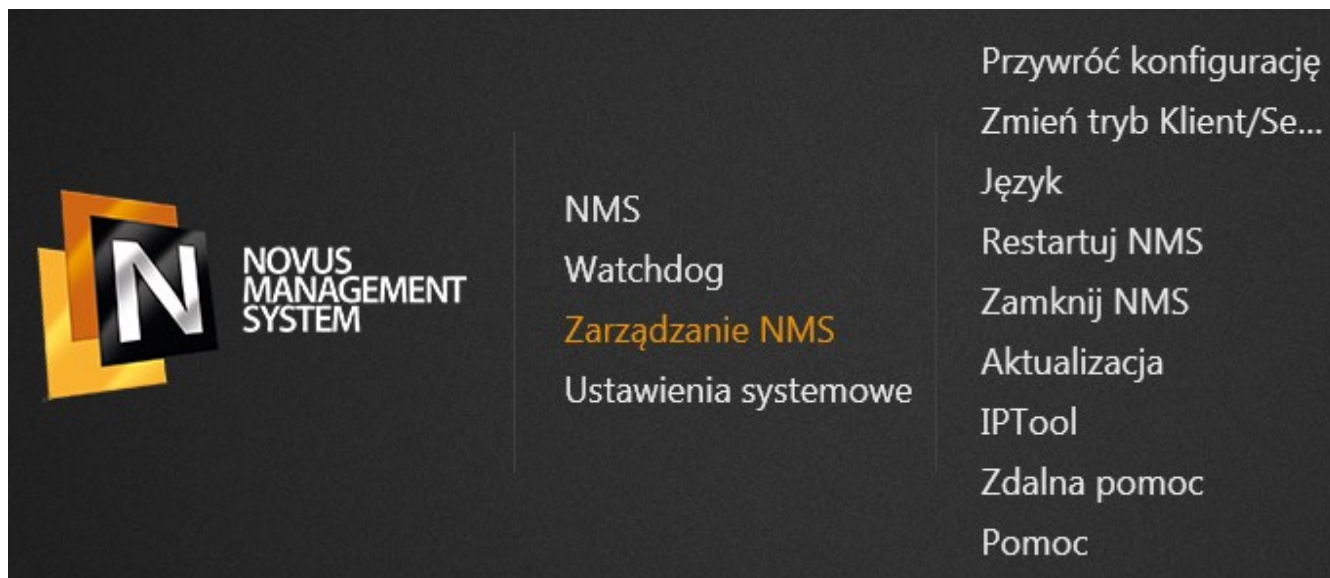 N
NOVUS
MANAGEMENT
SYSTEM
NMS
Watchdog
Zarządzanie NMS
Ustawienia systemowe
Przywróć konfigurację
Zmień tryb Klient/Se...
Język
Restartuj NMS
Zamknij NMS
Aktualizacja
IPTool
Zdalna pomoc
Pomoc